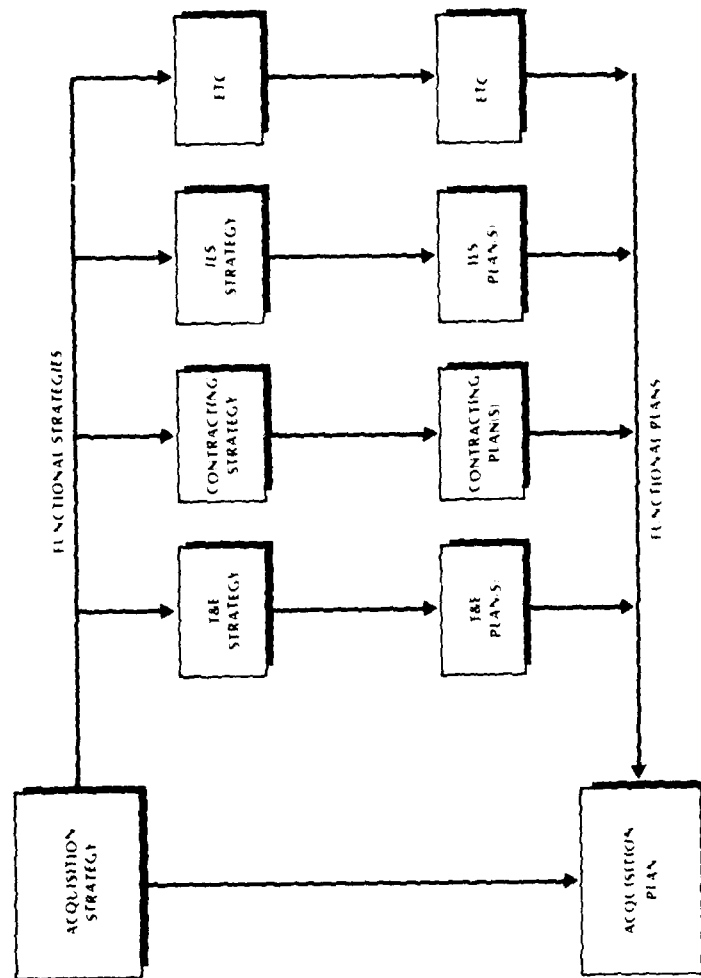 FUNCTIONAL STRATEGIES
ACQUISITION
STRATEGY
T&E
STRATEGY
CONTRACTING
STRATEGY
ILS
STRATEGY
ETC
T&E
PLAN(S)
CONTRACTING
PLAN(S)
ILS
PLAN(S)
ETC
ACQUISITION
PLAN
FUNCTIONAL PLANS